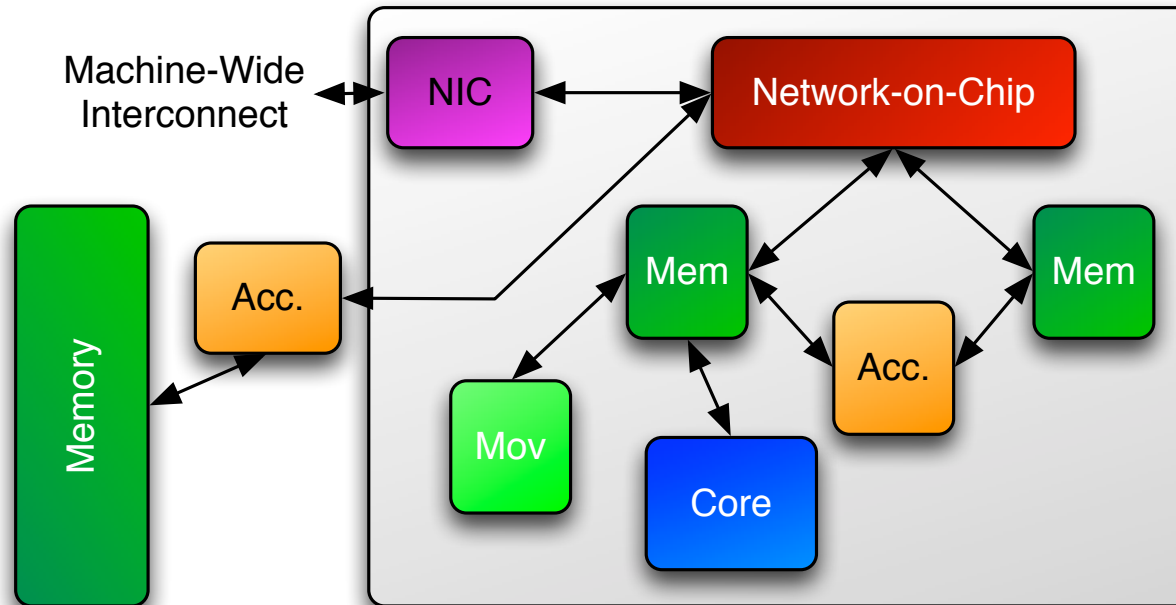 Machine-Wide
Interconnect
NIC
Network-on-Chip
Memory
Acc.
Mem
Mem
Acc.
Mov
Core